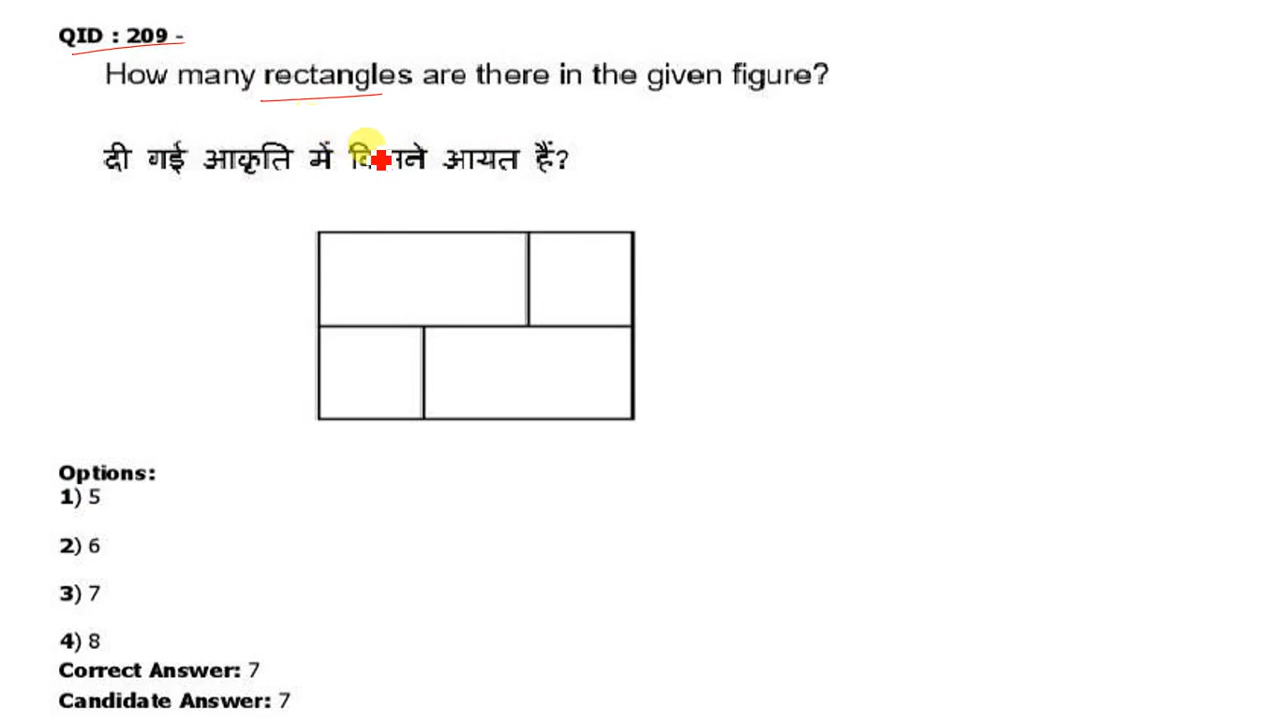 QID : 209 -
How many rectangles are there in the given figure?
दी गई आकृति में आयत हैं?
Options:
1) 5
2) 6
3) 7
4) 8
Correct Answer: 7
Candidate Answer: 7